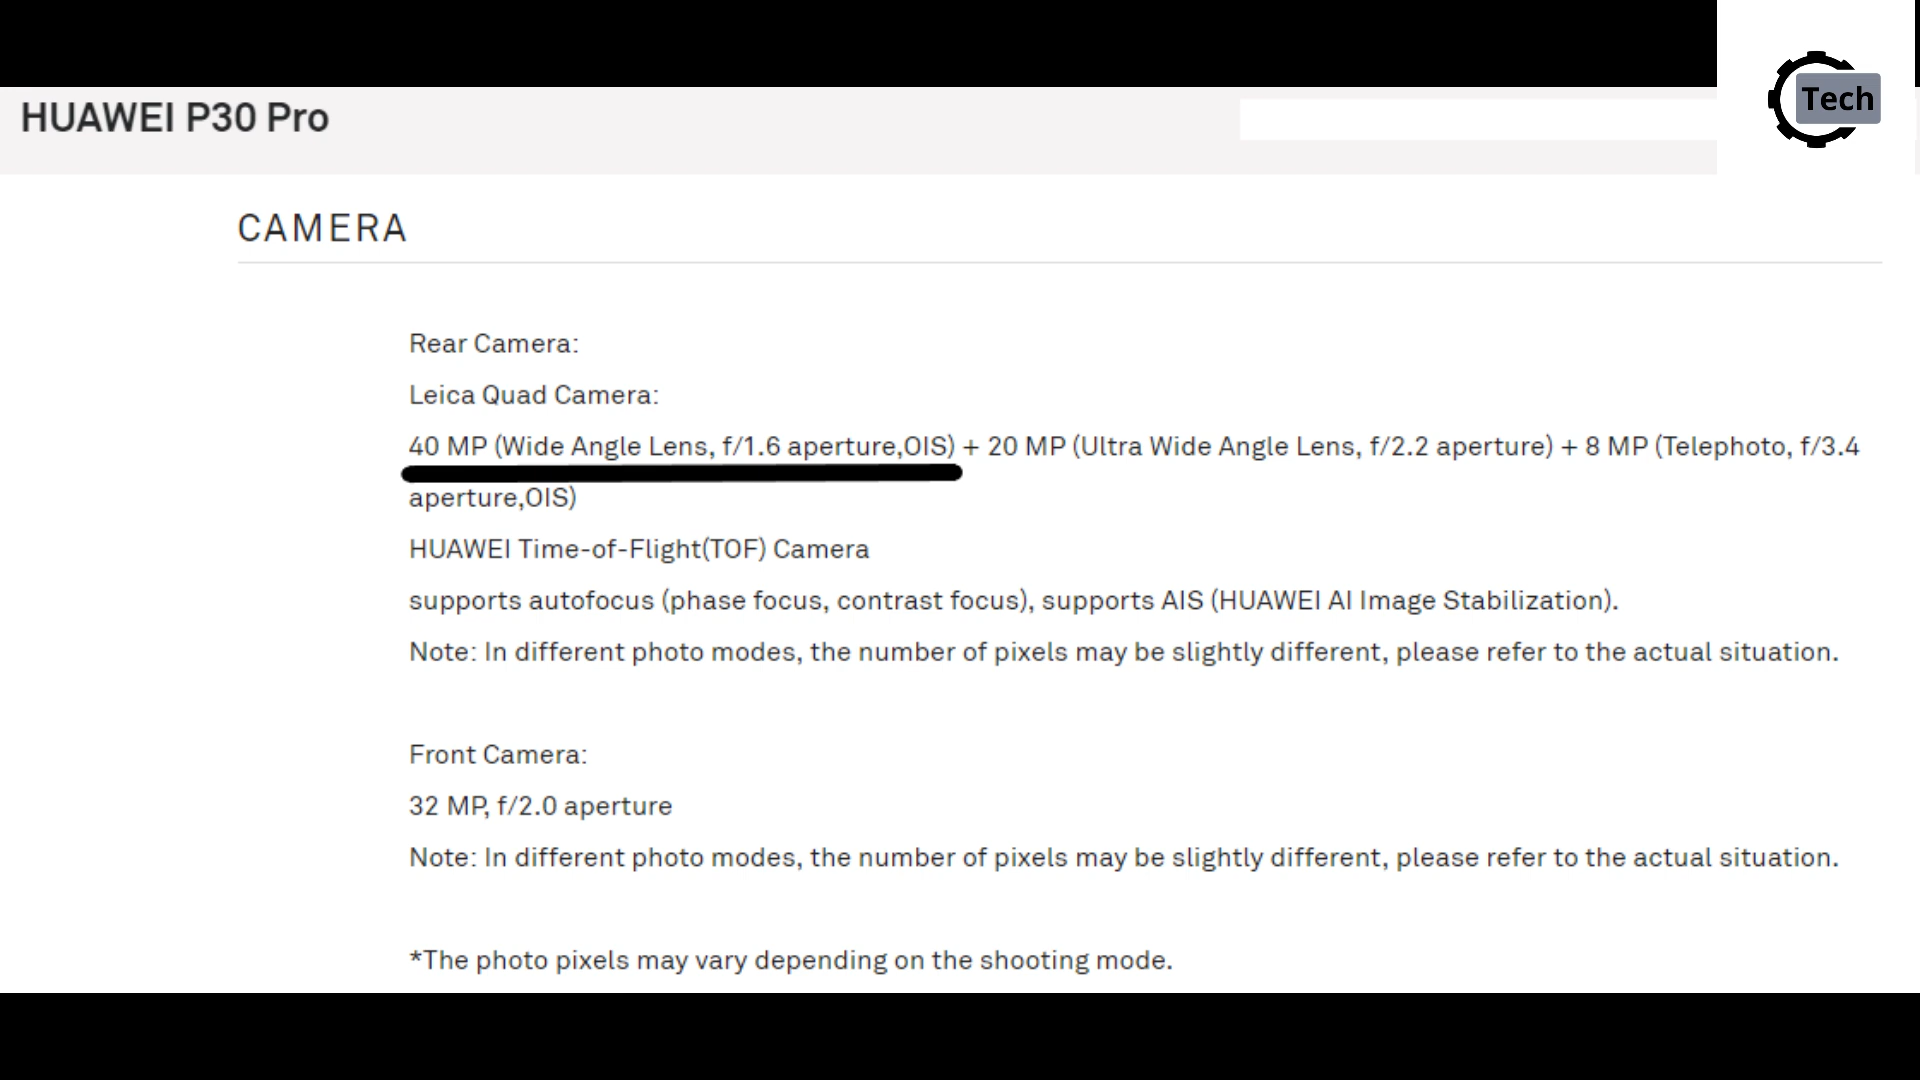 Tech
HUAWEI P30 Pro
CAMERA
Rear Camera:
Leica Quad Camera:
40 MP (Wide Angle Lens, f/1.6 aperture,OIS) + 20 MP (Ultra Wide Angle Lens, f/2.2 aperture) + 8 MP (Telephoto, f/3.4
aperture,OIS)
HUAWEI Time-of-Flight(TOF) Camera
supports autofocus (phase focus, contrast focus), supports AIS (HUAWEI AI Image Stabilization).
Note: In different photo modes, the number of pixels may be slightly different, please refer to the actual situation.
Front Camera:
32 MP, f/2.0 aperture
Note: In different photo modes, the number of pixels may be slightly different, please refer to the actual situation.
*The photo pixels may vary depending on the shooting mode.